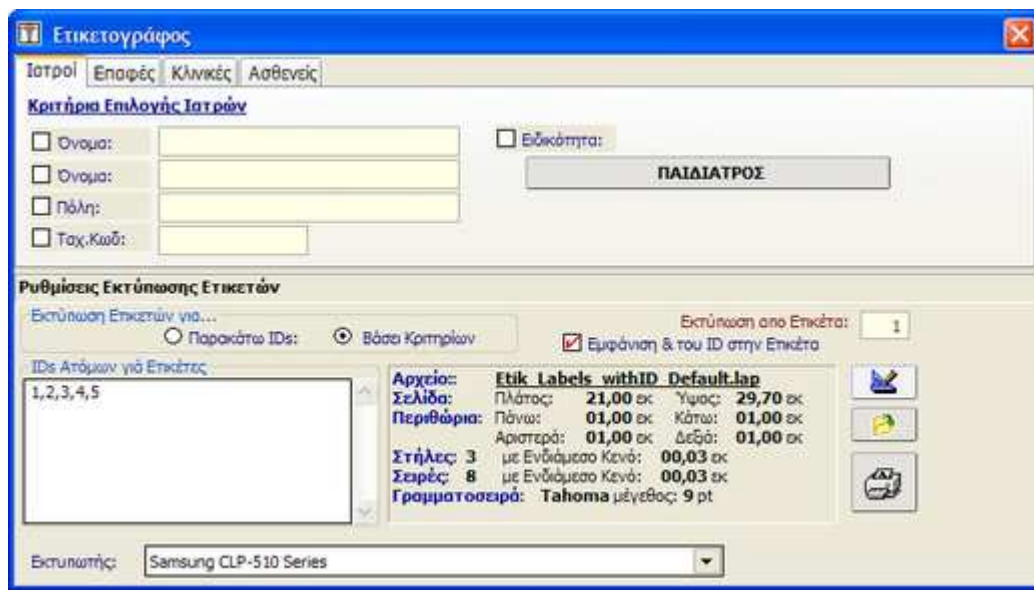 Ετικετογράφος
Ιατροί Επαφές Κλινικές Ασθενείς
Κριτήρια Επιλογής Ιατρών
Όνομα: Ειδικότητα:
Όνομα: ΠΑΙΔΙΑΤΡΟΣ
Πόλη:
Ταχ.Κωδ:
Ρυθμίσεις Εκτύπωσης Ετικετών
Εκτύπωση Ετικετών για... Εκτύπωση απο Ετικέτα: 1
Παρακάτω IDs: Βάσει Κριτηρίων Εμφάνιση & του ID στην Ετικέτα
IDs Ατόμων γιά Ετικέτες
1,2,3,4,5
Αρχείο:: Etik_Labels_withID_Default.lap
Σελίδα: Πλάτος: 21,00 εκ Υψος: 29,70 εκ
Περιθώρια: Πάνω: 01,00 εκ Κάτω: 01,00 εκ
Αριστερά: 01,00 εκ Δεξιά: 01,00 εκ
Στήλες: 3 με Ενδιάμεσο Κενό: 00,03 εκ
Σειρές: 8 με Ενδιάμεσο Κενό: 00,03 εκ
Γραμματοσειρά: Tahoma μέγεθος: 9 pt
Εκτυπωτής: Samsung CLP-510 Series